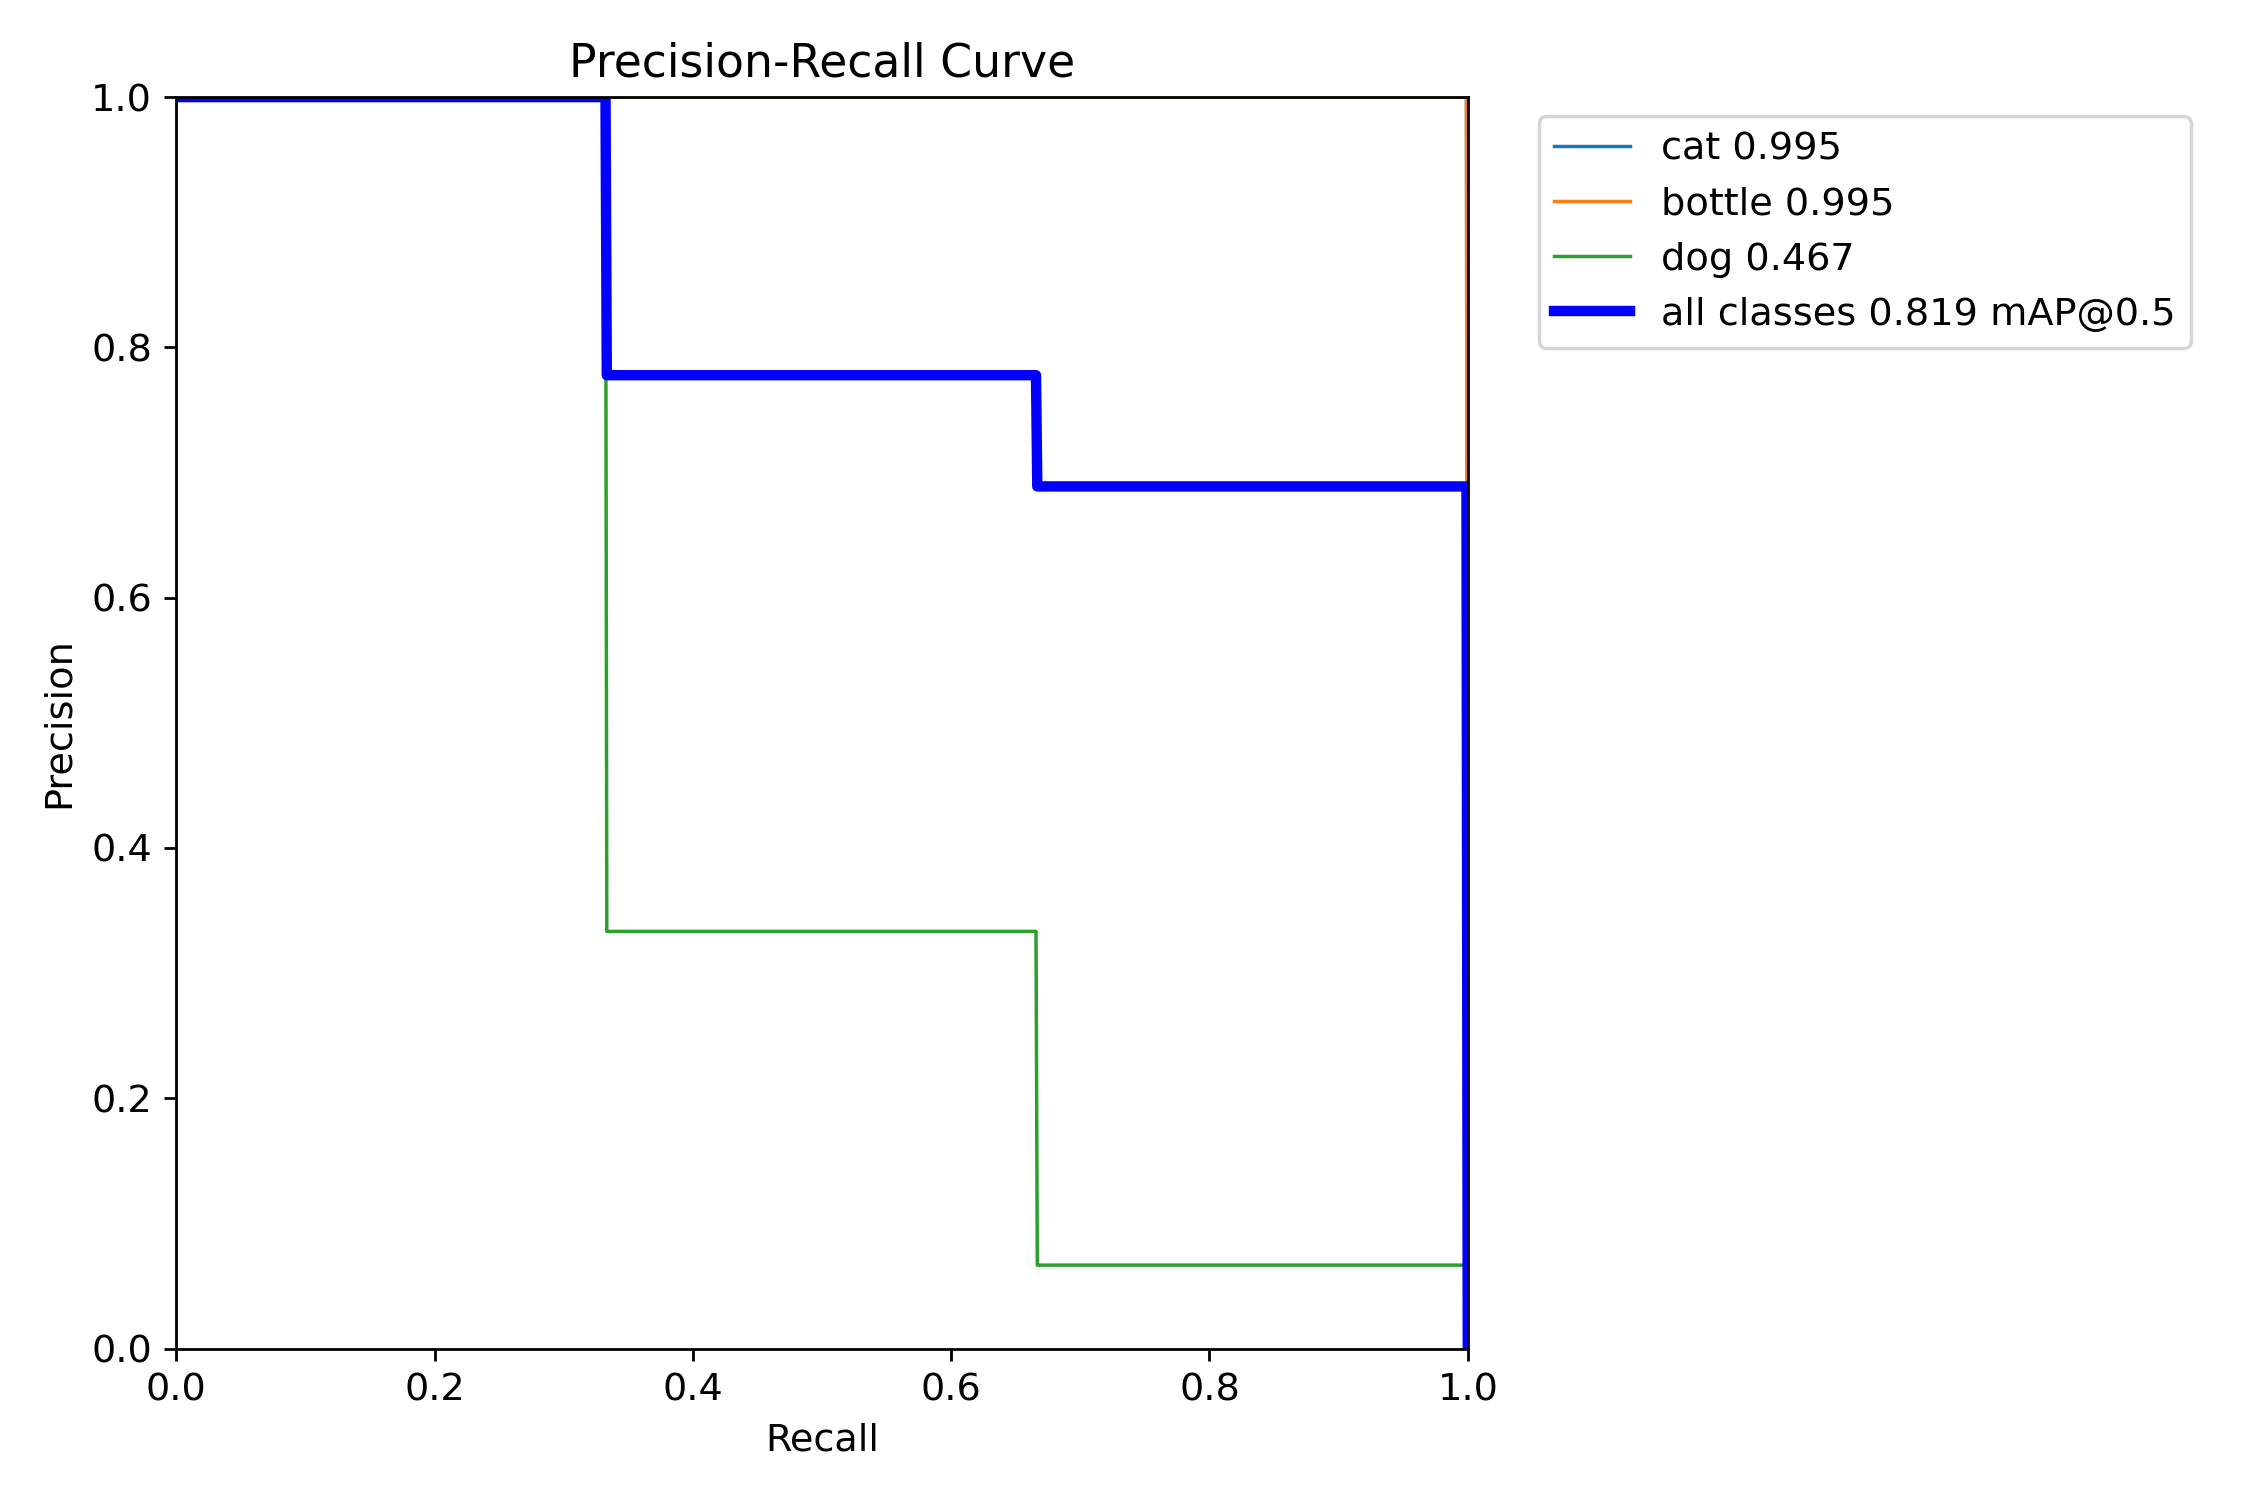 Precision-Recall Curve
1.0
0.8
0.6
0.4
0.2
0.0
Precision
0.0 0.2 0.4 0.6 0.8 1.0
Recall
cat 0.995
bottle 0.995
dog 0.467
all classes 0.819 mAP@0.5